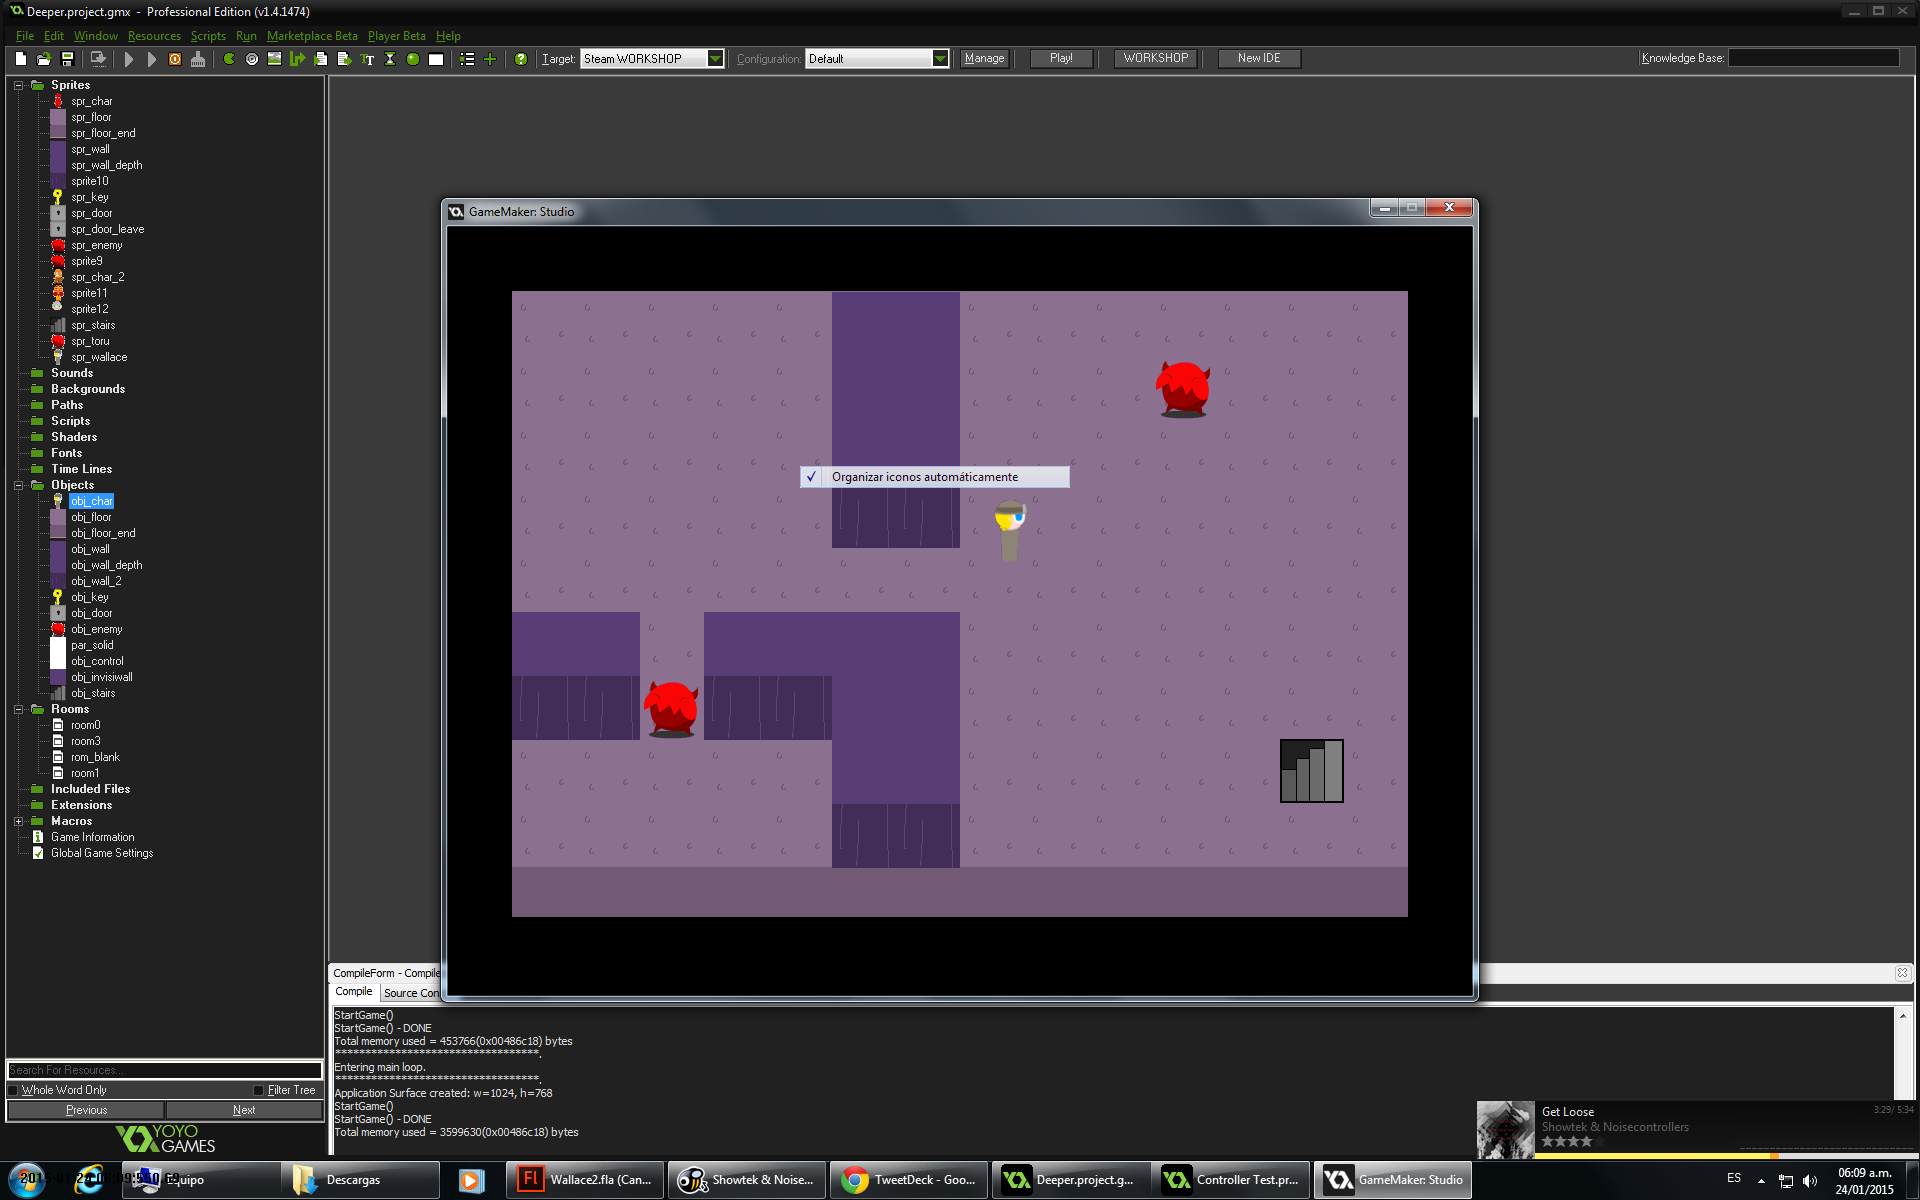 Deeper.project.gmx - Professional Edition (v1.4.1474)
File Edit Window Resources Scripts Run Marketplace Beta Player Beta Help
Target: Steam WORKSHOP Configuration: Default Manage Play! WORKSHOP New IDE Knowledge Base:
Sprites
spr_char
spr_floor
spr_floor_end
spr_wall
spr_wall_depth
sprite10
spr_key
spr_door
spr_door_leave
spr_enemy
sprite9
spr_char_2
sprite11
sprite12
spr_stairs
spr_toru
spr_wallace
Sounds
Backgrounds
Paths
Scripts
Shaders
Fonts
Time Lines
Objects
obj_char
obj_floor
obj_floor_end
obj_wall
obj_wall_depth
obj_wall_2
obj_key
obj_door
obj_enemy
par_solid
obj_control
obj_invisiwall
obj_stairs
Rooms
room0
room3
rom_blank
room1
Included Files
Extensions
Macros
Game Information
Global Game Settings
Search For Resources...
Whole Word Only Filter Tree
Previous Next
YOYO
GAMES
GameMaker: Studio
Organizar iconos automáticamente
CompileForm - Compile
Compile Source Con
StartGame()
StartGame() - DONE
Total memory used = 453766(0x00486c18) bytes
**********************************.
Entering main loop.
**********************************.
Application Surface created: w=1024, h=768
StartGame()
StartGame() - DONE
Total memory used = 3599630(0x00486c18) bytes
Get Loose 3:29/ 5:34
Showtek & Noisecontrollers
Equipo
Descargas
Wallace2.fla (Can...
Showtek & Noise...
TweetDeck - Goo...
Deeper.project.g...
Controller Test.pr...
GameMaker: Studio
ES
06:09 a.m.
24/01/2015